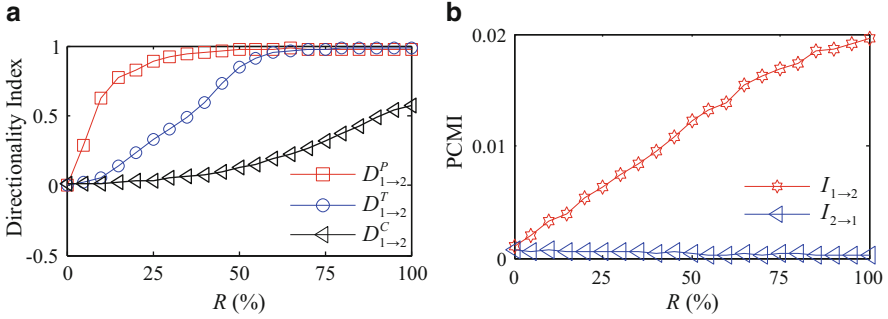 a
Directionality Index
1
0.5
0
-0.5
0 25 50 75 100
R (%)
D^P_{1→2}
D^T_{1→2}
D^C_{1→2}
b
PCMI
0.02
0.01
0
0 25 50 75 100
R (%)
I_{1→2}
I_{2→1}